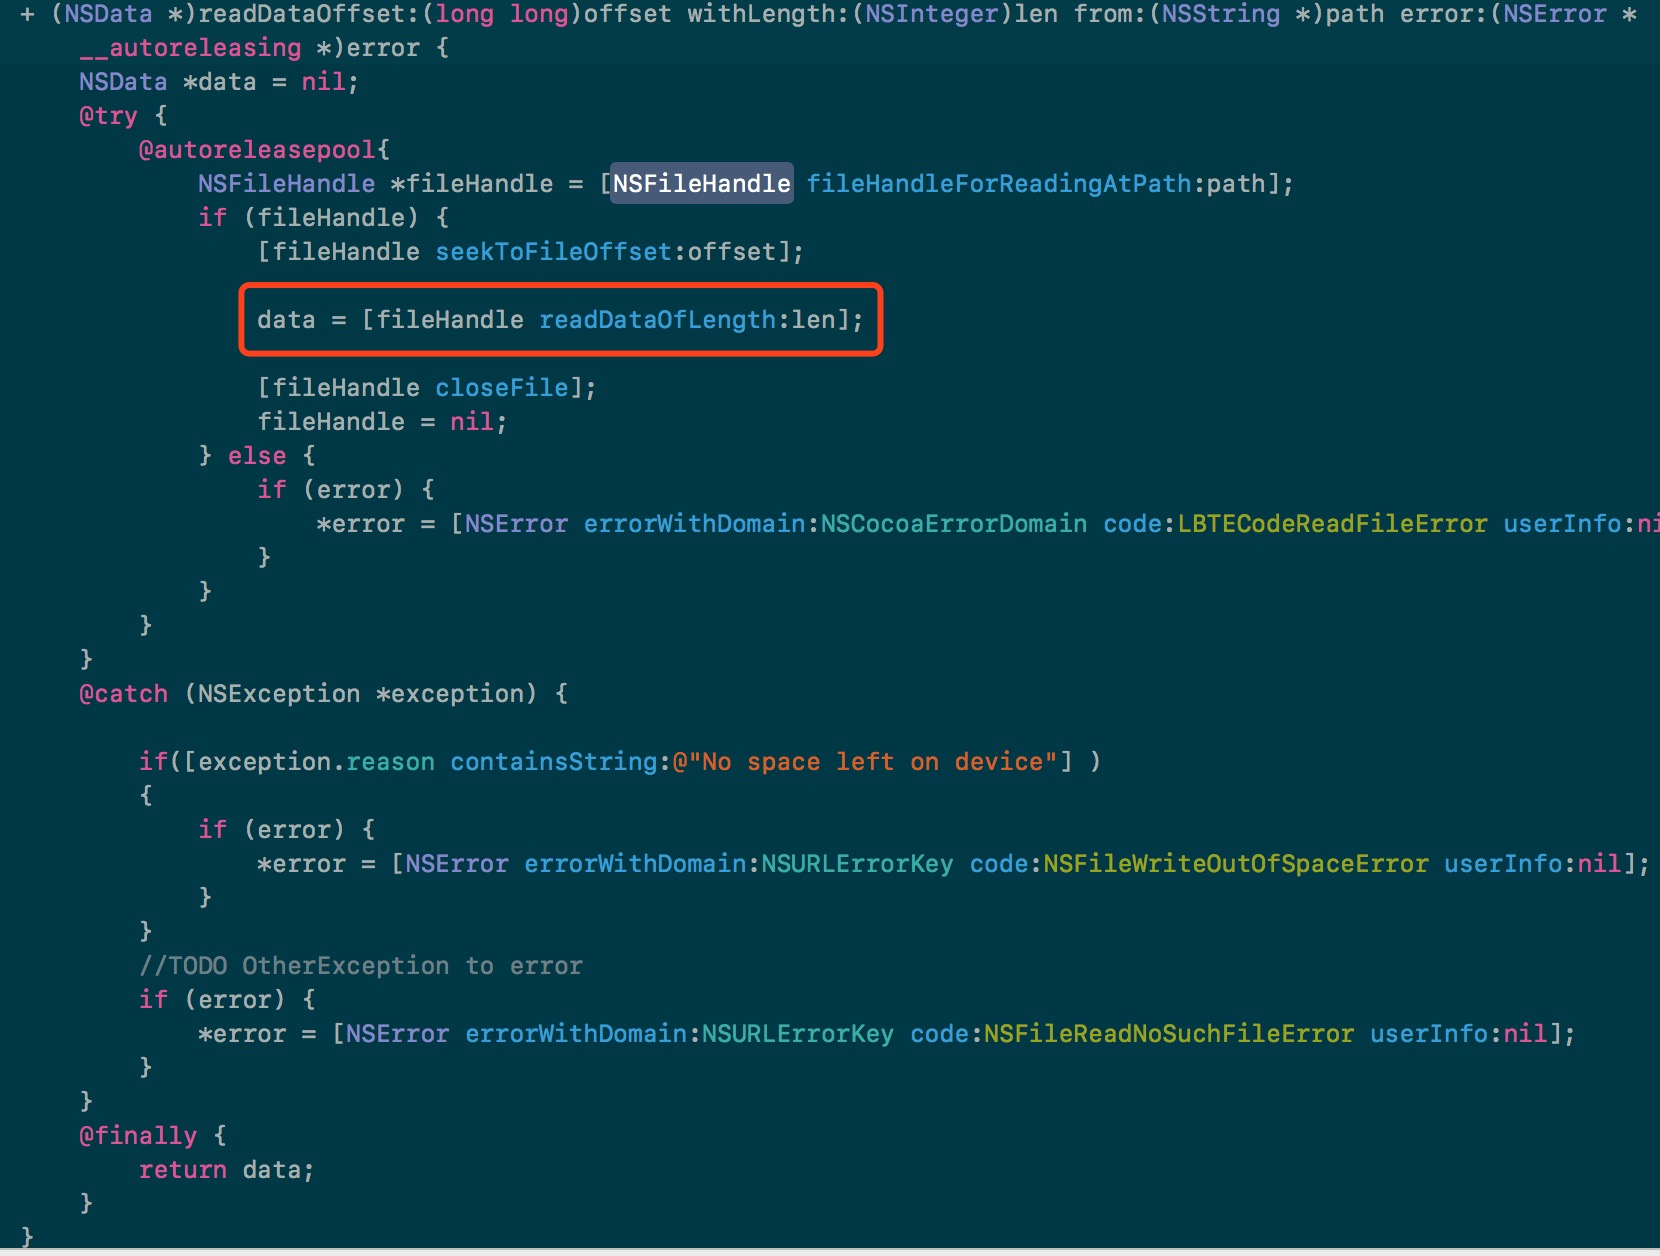 + (NSData *)readDataOffset:(long long)offset withLength:(NSInteger)len from:(NSString *)path error:(NSError *
__autoreleasing *)error {
NSData *data = nil;
@try {
@autoreleasepool{
NSFileHandle *fileHandle = [NSFileHandle fileHandleForReadingAtPath:path];
if (fileHandle) {
[fileHandle seekToFileOffset:offset];
data = [fileHandle readDataOfLength:len];
[fileHandle closeFile];
fileHandle = nil;
} else {
if (error) {
*error = [NSError errorWithDomain:NSCocoaErrorDomain code:LBTECodeReadFileError userInfo:ni
}
}
}
}
@catch (NSException *exception) {
if([exception.reason containsString:@"No space left on device"] )
{
if (error) {
*error = [NSError errorWithDomain:NSURLErrorKey code:NSFileWriteOutOfSpaceError userInfo:nil];
}
}
//TODO OtherException to error
if (error) {
*error = [NSError errorWithDomain:NSURLErrorKey code:NSFileReadNoSuchFileError userInfo:nil];
}
}
@finally {
return data;
}
}